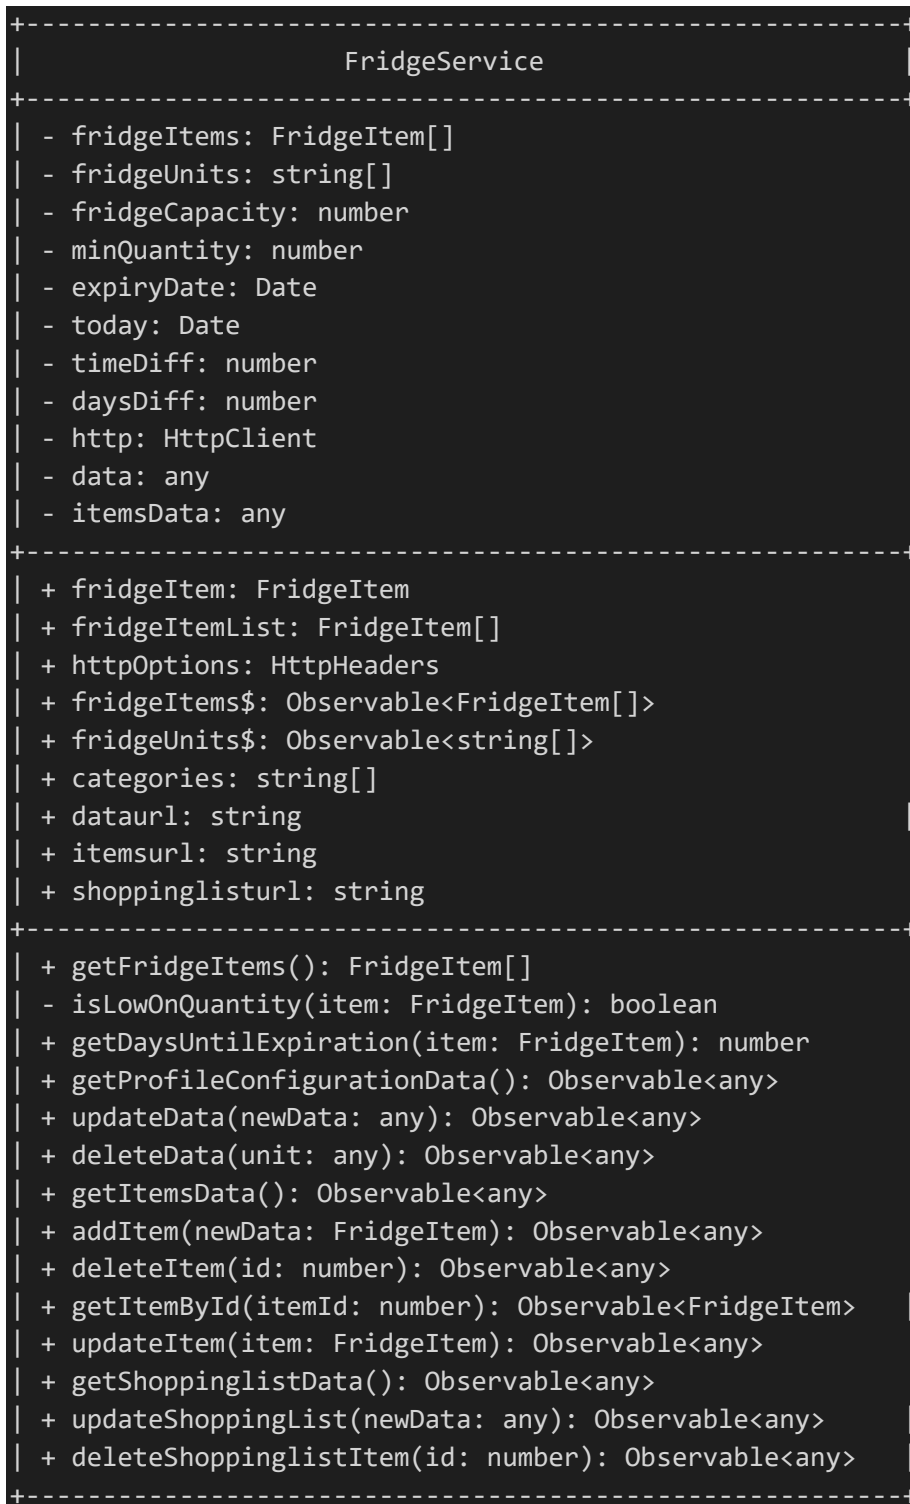 +---------------------------------------------------------+
| FridgeService |
+---------------------------------------------------------+
| - fridgeItems: FridgeItem[]
| - fridgeUnits: string[]
| - fridgeCapacity: number
| - minQuantity: number
| - expiryDate: Date
| - today: Date
| - timeDiff: number
| - daysDiff: number
| - http: HttpClient
| - data: any
| - itemsData: any
+---------------------------------------------------------+
| + fridgeItem: FridgeItem
| + fridgeItemList: FridgeItem[]
| + httpOptions: HttpHeaders
| + fridgeItems$: Observable<FridgeItem[]>
| + fridgeUnits$: Observable<string[]>
| + categories: string[]
| + dataurl: string |
| + itemsurl: string
| + shoppinglisturl: string
+---------------------------------------------------------+
| + getFridgeItems(): FridgeItem[]
| - isLowOnQuantity(item: FridgeItem): boolean
| + getDaysUntilExpiration(item: FridgeItem): number
| + getProfileConfigurationData(): Observable<any>
| + updateData(newData: any): Observable<any>
| + deleteData(unit: any): Observable<any>
| + getItemsData(): Observable<any>
| + addItem(newData: FridgeItem): Observable<any>
| + deleteItem(id: number): Observable<any>
| + getItemById(itemId: number): Observable<FridgeItem> |
| + updateItem(item: FridgeItem): Observable<any>
| + getShoppinglistData(): Observable<any>
| + updateShoppingList(newData: any): Observable<any> |
| + deleteShoppinglistItem(id: number): Observable<any> |
+---------------------------------------------------------+